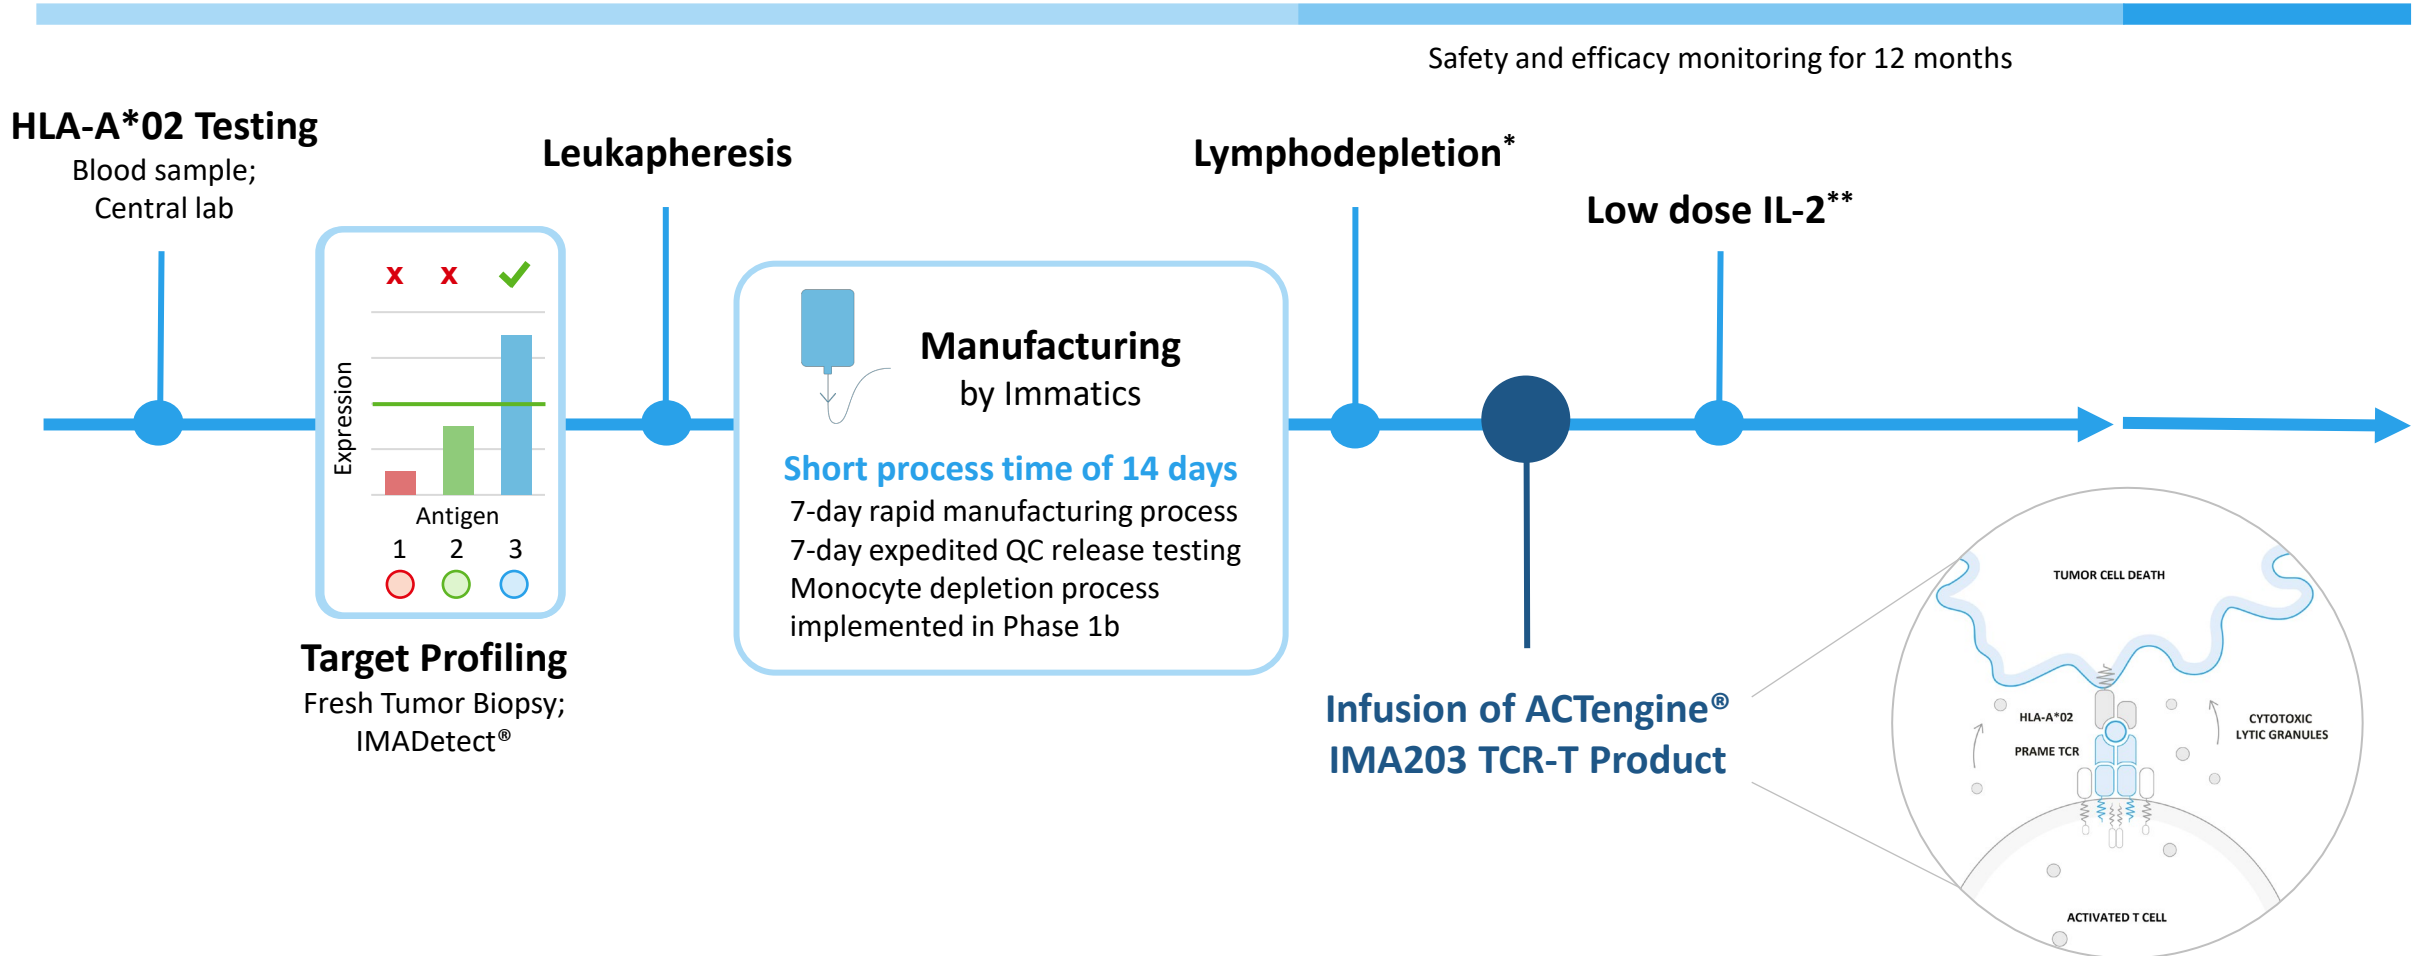 Safety and efficacy monitoring for 12 months
HLA-A*02 Testing
Blood sample;
Central lab
Leukapheresis
Lymphodepletion*
Low dose IL-2**
x x
Expression
Antigen
1 2 3
Target Profiling
Fresh Tumor Biopsy;
IMADetect®
Manufacturing
by Immatics
Short process time of 14 days
7-day rapid manufacturing process
7-day expedited QC release testing
Monocyte depletion process
implemented in Phase 1b
Infusion of ACTengine®
IMA203 TCR-T Product
TUMOR CELL DEATH
HLA-A*02
PRAME TCR
CYTOTOXIC
LYTIC GRANULES
ACTIVATED T CELL